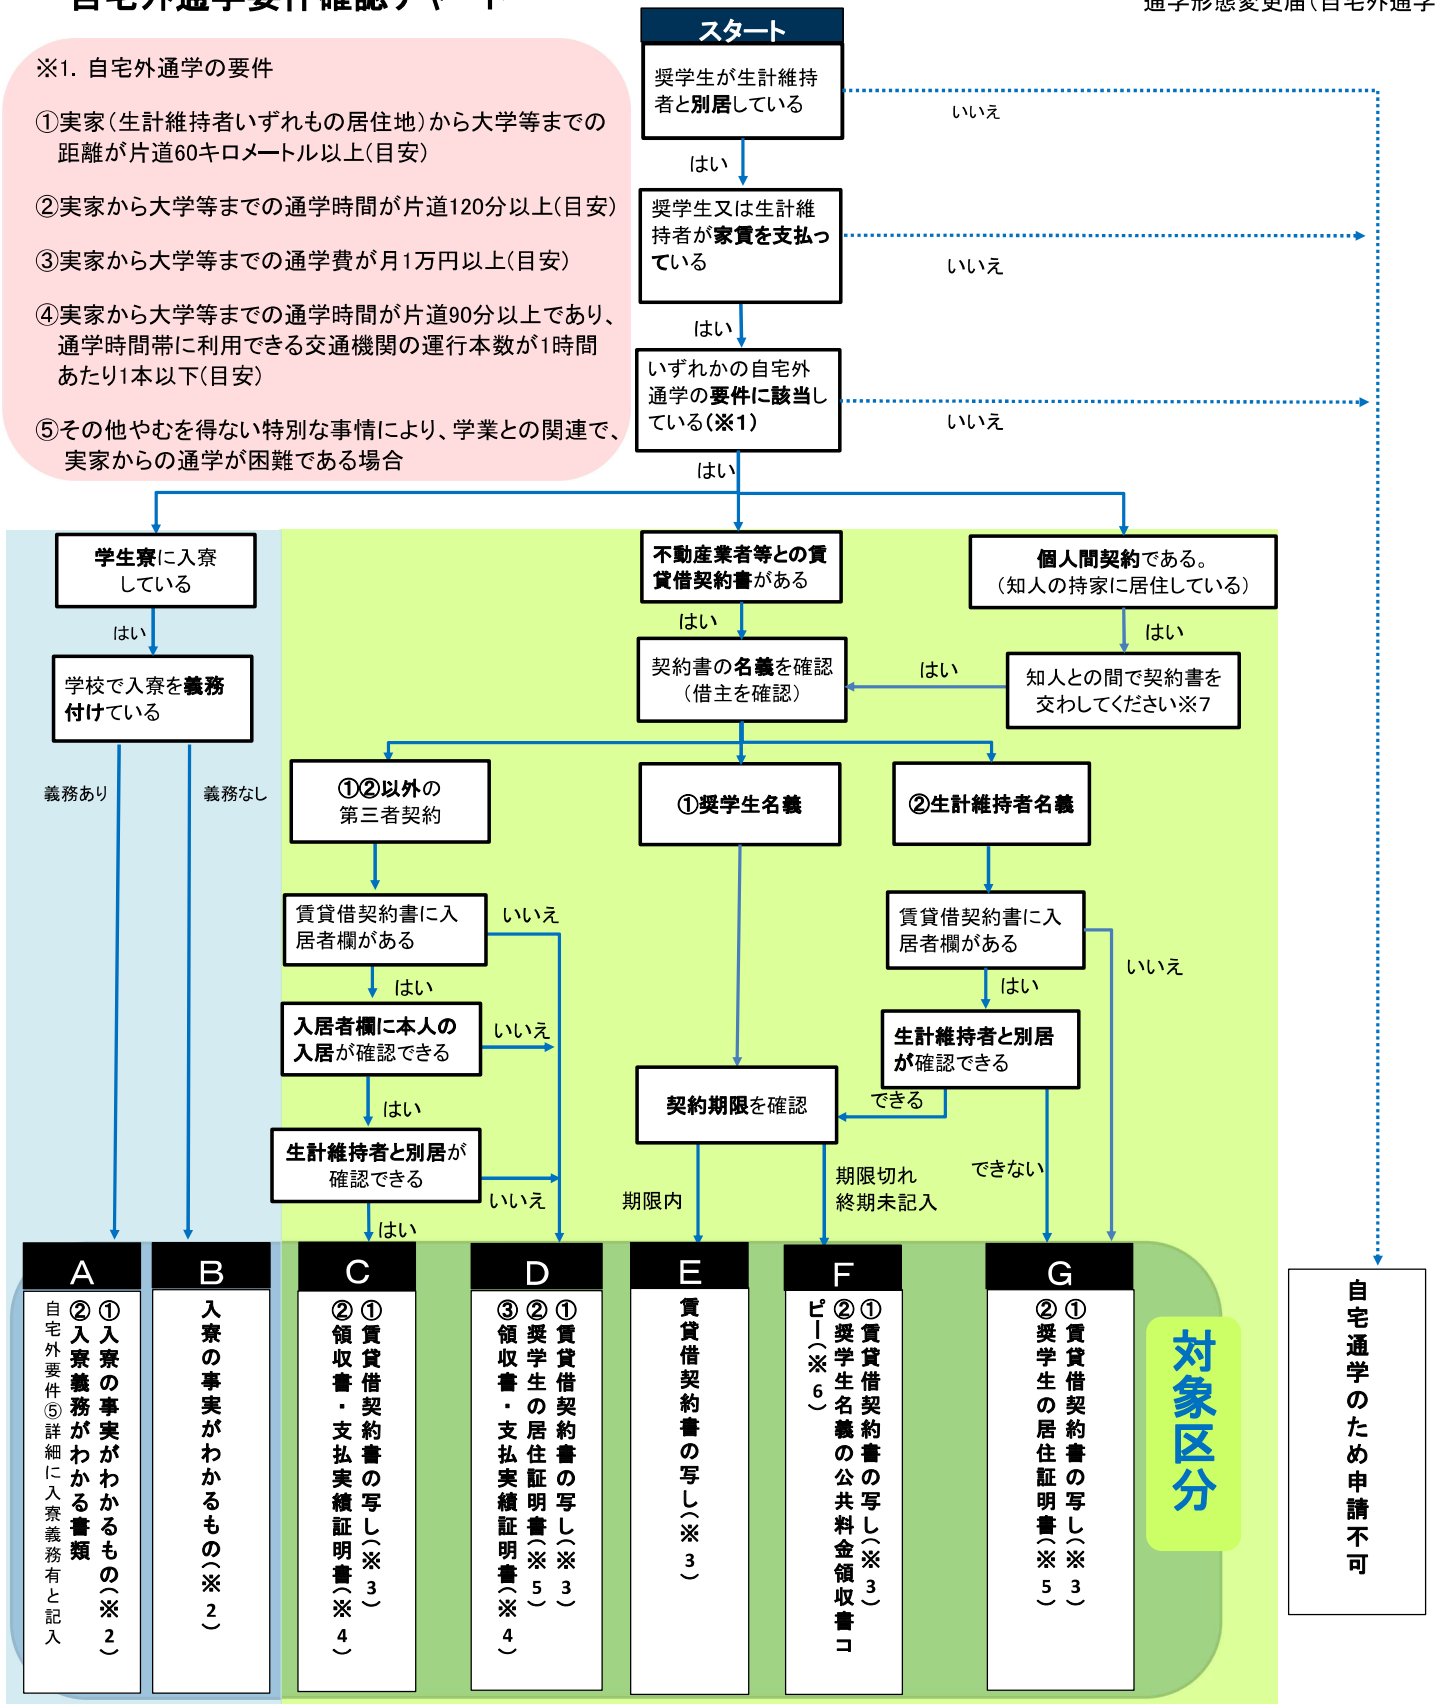 自宅外通学要件確認チャート
通学形態変更届(自宅外通学
スタート
※1. 自宅外通学の要件
①実家(生計維持者いずれもの居住地)から大学等までの
距離が片道60キロメートル以上(目安)
②実家から大学等までの通学時間が片道120分以上(目安)
③実家から大学等までの通学費が月1万円以上(目安)
④実家から大学等までの通学時間が片道90分以上であり、
通学時間帯に利用できる交通機関の運行本数が1時間
あたり1本以下(目安)
⑤その他やむを得ない特別な事情により、学業との関連で、
実家からの通学が困難である場合
奨学生が生計維持
者と別居している
いいえ
はい
奨学生又は生計維
持者が家賃を支払っ
ている
いいえ
はい
いずれかの自宅外
通学の要件に該当し
ている(※1)
いいえ
はい
学生寮に入寮
している
はい
学校で入寮を義務
付けている
義務あり
義務なし
不動産業者等との賃
貸借契約書がある
はい
契約書の名義を確認
(借主を確認)
個人間契約である。
(知人の持家に居住している)
はい
知人との間で契約書を
交わしてください※7
はい
①②以外の
第三者契約
①奨学生名義
②生計維持者名義
賃貸借契約書に入
居者欄がある
いいえ
はい
入居者欄に本人の
入居が確認できる
いいえ
はい
生計維持者と別居が
確認できる
いいえ
はい
賃貸借契約書に入
居者欄がある
いいえ
はい
生計維持者と別居
が確認できる
できる
できない
契約期限を確認
期限内
期限切れ
終期未記入
A
①入寮の事実がわかるもの(※2)
②入寮義務がわかる書類
自宅外要件⑤詳細に入寮義務有と記入
B
入寮の事実がわかるもの(※2)
C
①賃貸借契約書の写し(※3)
②領収書・支払実績証明書(※4)
D
①賃貸借契約書の写し(※3)
②奨学生の居住証明書(※5)
③領収書・支払実績証明書(※4)
E
賃貸借契約書の写し(※3)
F
①賃貸借契約書の写し(※3)
②奨学生名義の公共料金領収書コ
ピー(※6)
G
①賃貸借契約書の写し(※3)
②奨学生の居住証明書(※5)
対象区分
自宅通学のため申請不可